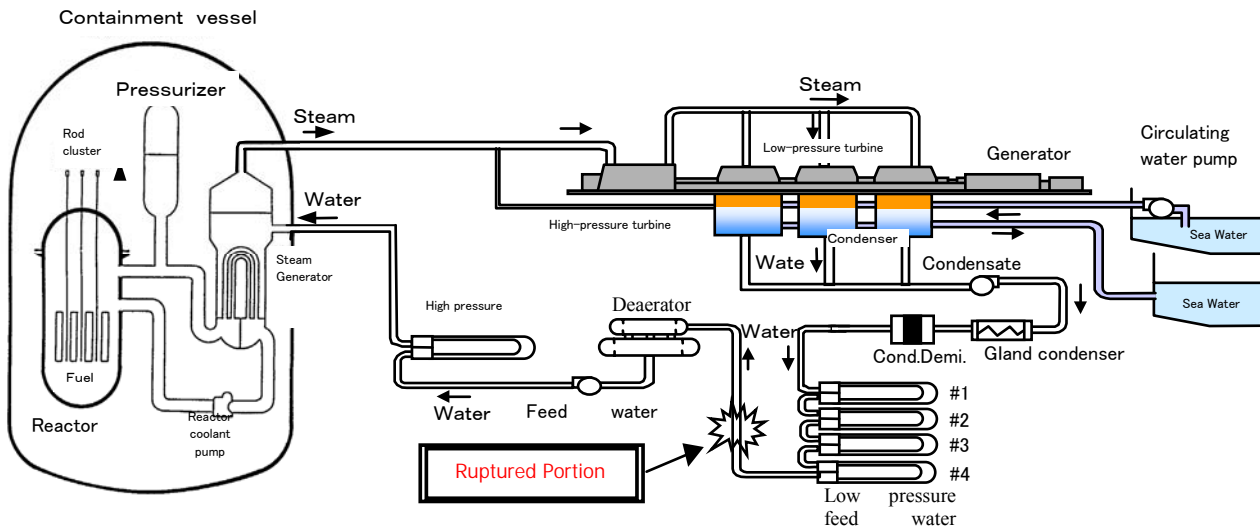 Containment vessel
Pressurizer
Rod
cluster
Steam
Water
Steam
Generator
Fuel
Reactor
Reactor
coolant
pump
Steam
Low-pressure turbine
Generator
High-pressure turbine
Condenser
Circulating
water pump
Sea Water
Sea Water
Wate
Condensate
High pressure
Deaerator
Water
Cond.Demi.
Gland condenser
Water
Feed water
Ruptured Portion
#1
#2
#3
#4
Low pressure
feed water